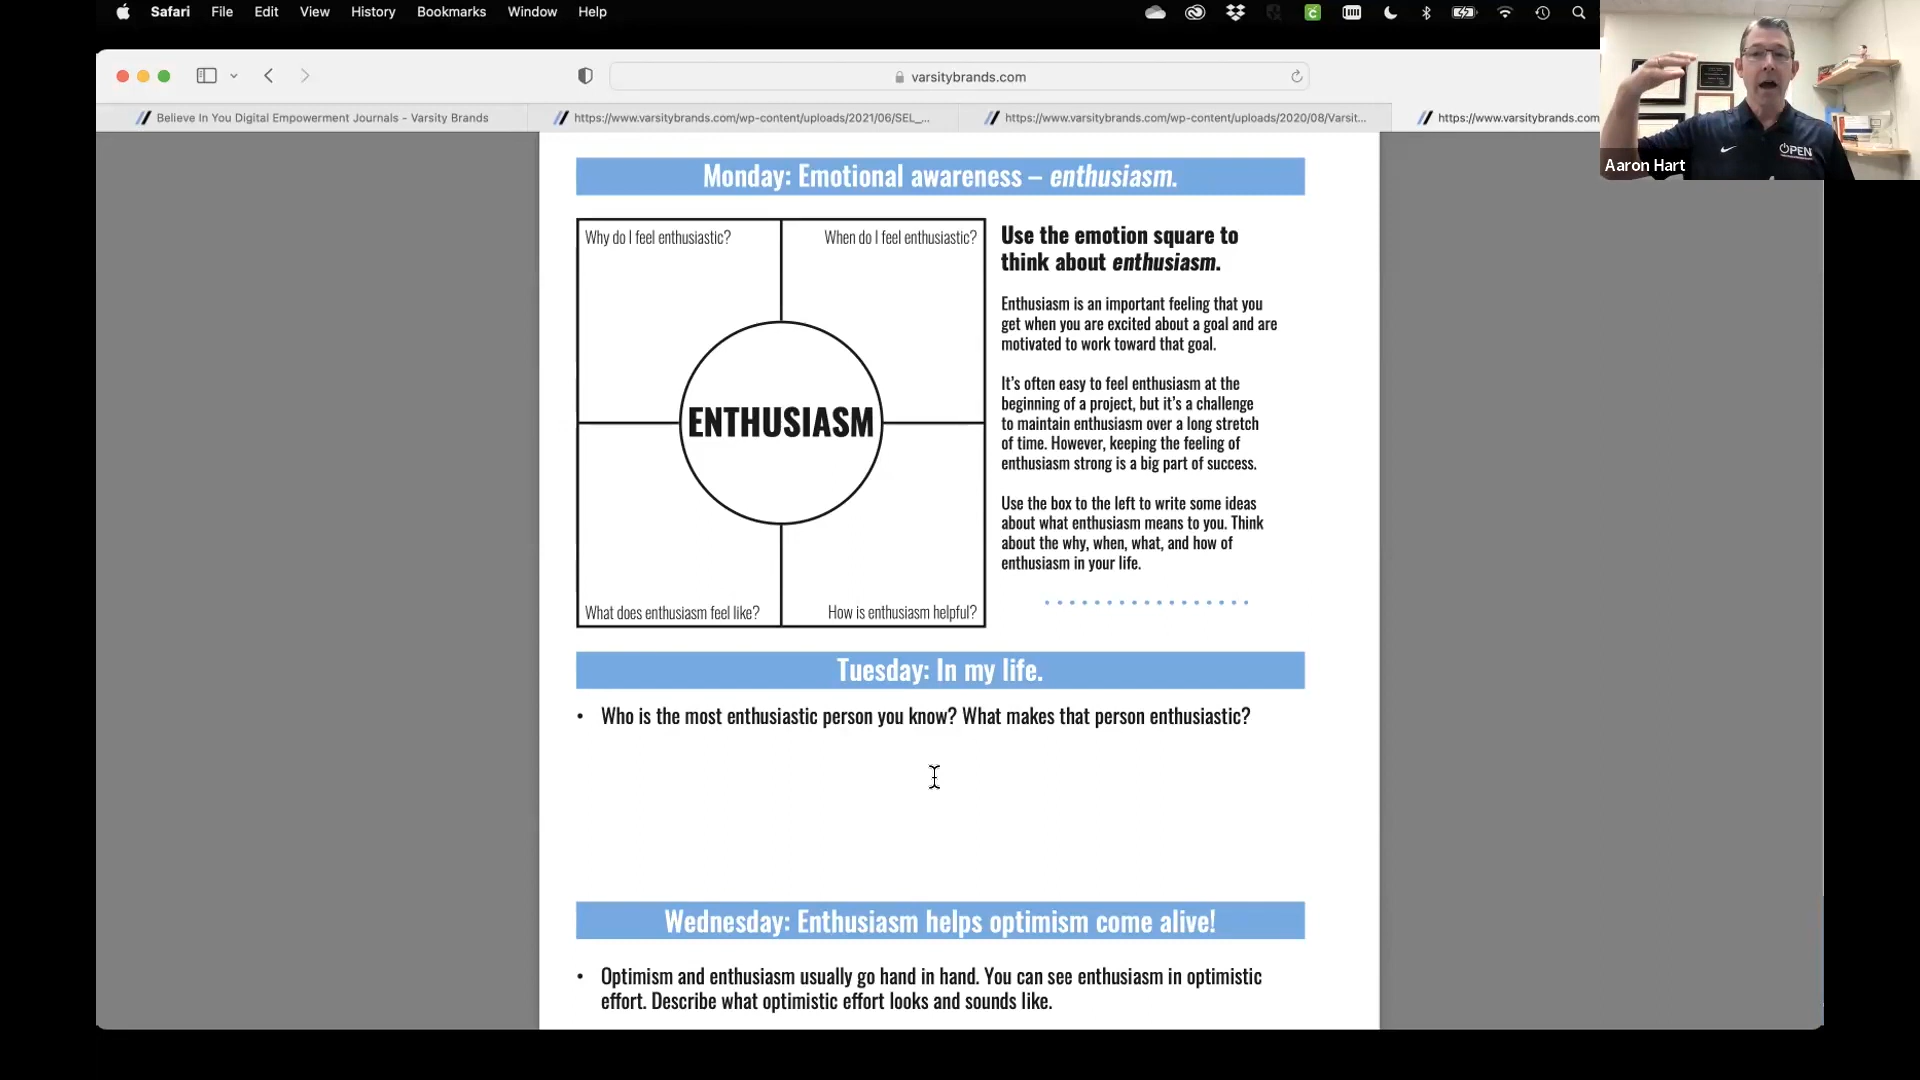 Safari File Edit View History Bookmarks Window Help
varsitybrands.com
Believe In You Digital Empowerment Journals - Varsity Brands
https://www.varsitybrands.com/wp-content/uploads/2021/06/SEL_...
https://www.varsitybrands.com/wp-content/uploads/2020/08/Varsit...
https://www.varsitybrands.com
OPEN
Aaron Hart
Monday: Emotional awareness – enthusiasm.
Why do I feel enthusiastic?
When do I feel enthusiastic?
ENTHUSIASM
What does enthusiasm feel like?
How is enthusiasm helpful?
Use the emotion square to
think about enthusiasm.
Enthusiasm is an important feeling that you
get when you are excited about a goal and are
motivated to work toward that goal.
It's often easy to feel enthusiasm at the
beginning of a project, but it's a challenge
to maintain enthusiasm over a long stretch
of time. However, keeping the feeling of
enthusiasm strong is a big part of success.
Use the box to the left to write some ideas
about what enthusiasm means to you. Think
about the why, when, what, and how of
enthusiasm in your life.
Tuesday: In my life.
• Who is the most enthusiastic person you know? What makes that person enthusiastic?
Wednesday: Enthusiasm helps optimism come alive!
• Optimism and enthusiasm usually go hand in hand. You can see enthusiasm in optimistic
effort. Describe what optimistic effort looks and sounds like.